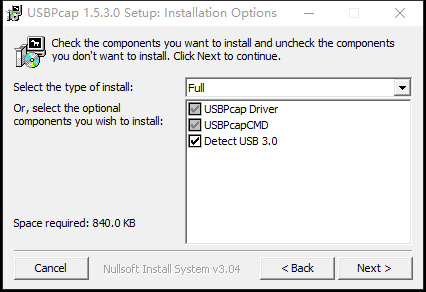 USBPcap 1.5.3.0 Setup: Installation Options
Check the components you want to install and uncheck the components
you don't want to install. Click Next to continue.
Select the type of install:
Full
Or, select the optional
components you wish to install:
USBPcap Driver
USBPcapCMD
Detect USB 3.0
Space required: 840.0 KB
Cancel
Nullsoft Install System v3.04
< Back
Next >